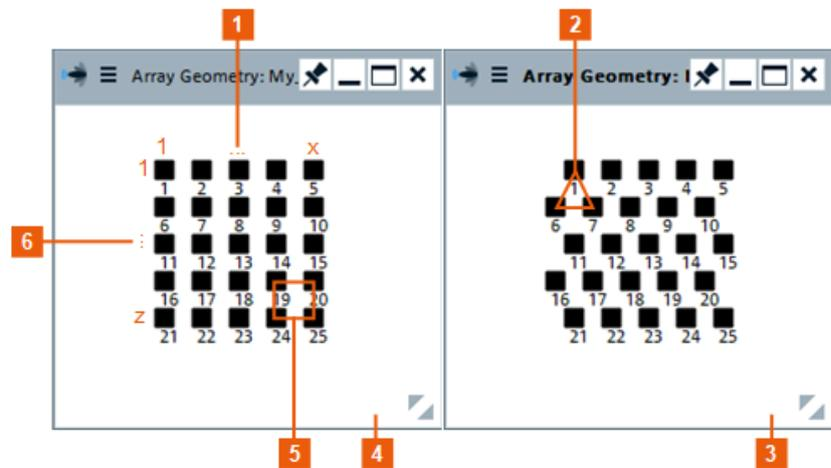 1 2
Array Geometry: My_ Array Geometry: I
1 ... x
1
1 2 3 4 5 1 2 3 4 5
6 7 8 9 10 6 7 8 9 10
6 ⋮
11 12 13 14 15 11 12 13 14 15
16 17 18 19 20 16 17 18 19 20
z
21 22 23 24 25 21 22 23 24 25
5 4 3